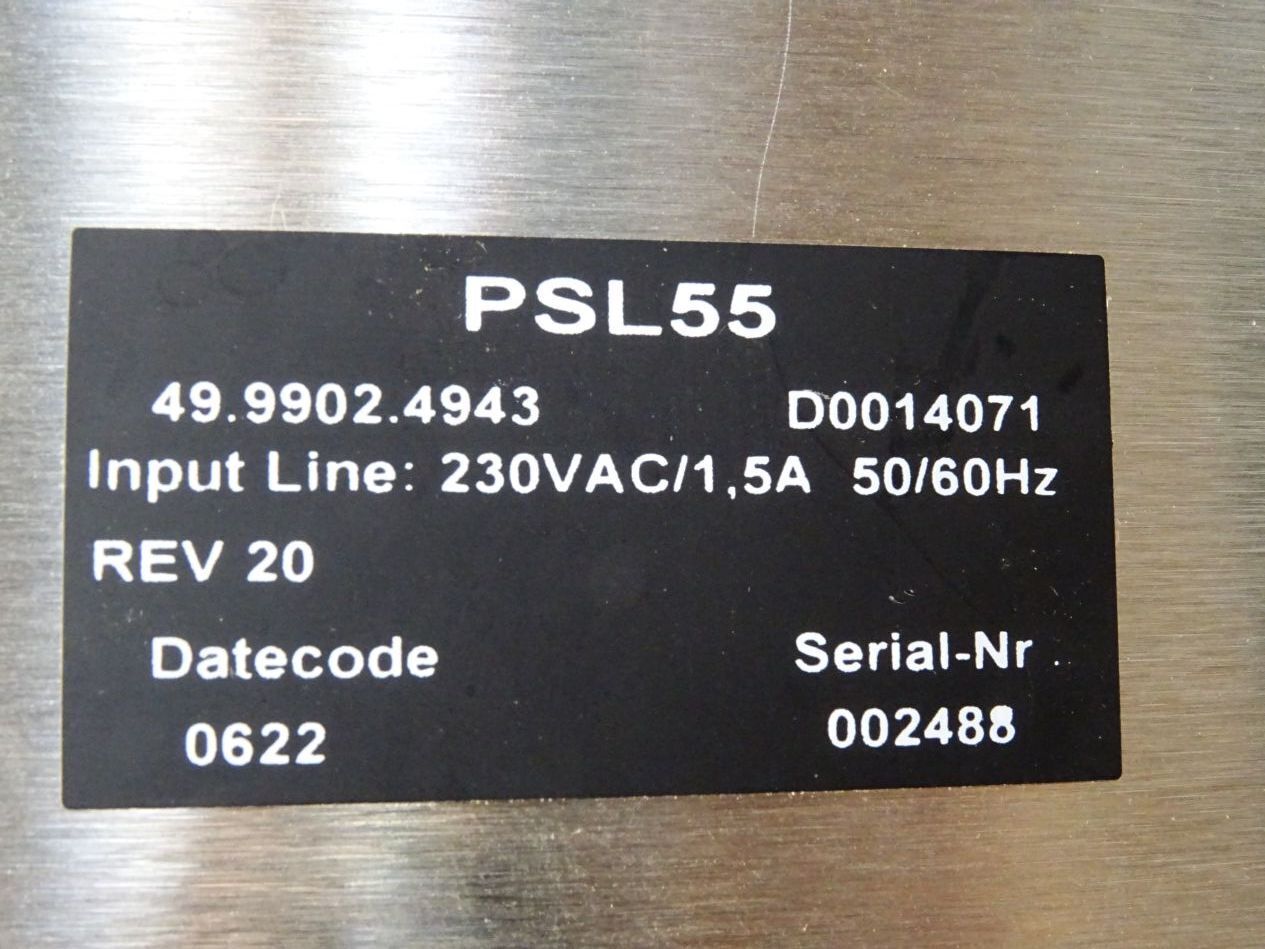 PSL55
49.9902.4943 D0014071
Input Line: 230VAC/1,5A 50/60Hz
REV 20
Datecode Serial-Nr.
0622 002488